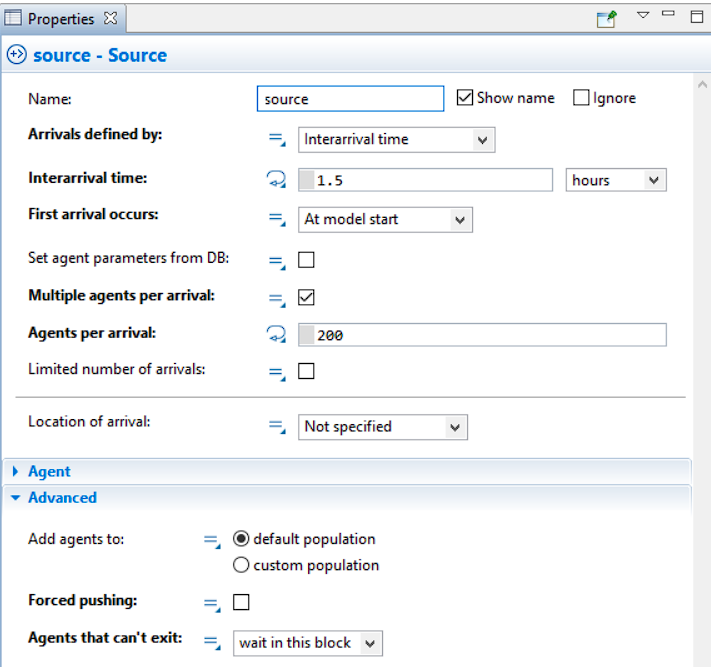 Properties
source - Source
Name: source Show name Ignore
Arrivals defined by: Interarrival time
Interarrival time: 1.5 hours
First arrival occurs: At model start
Set agent parameters from DB:
Multiple agents per arrival:
Agents per arrival: 200
Limited number of arrivals:
Location of arrival: Not specified
Agent
Advanced
Add agents to: default population
custom population
Forced pushing:
Agents that can't exit: wait in this block